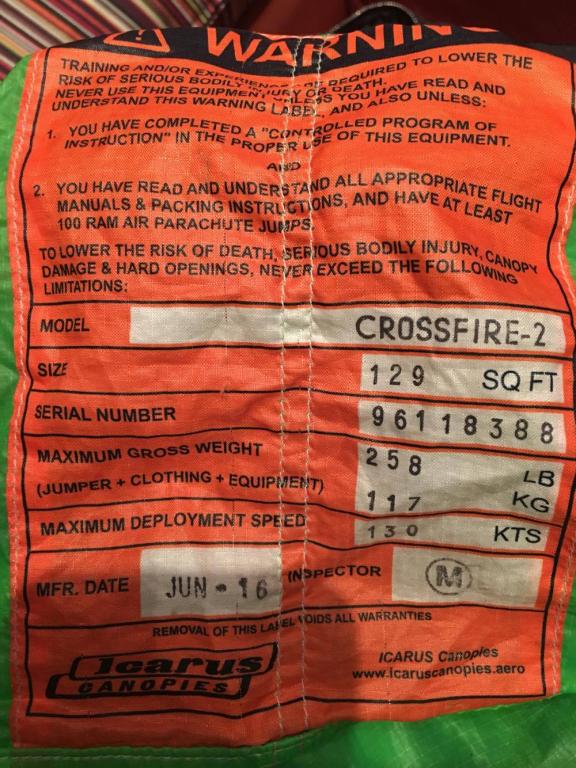 WARNING
TRAINING AND/OR EXPERIENCE REQUIRED TO LOWER THE
RISK OF SERIOUS BODILY INJURY OR DEATH.
NEVER USE THIS EQUIPMENT UNLESS YOU HAVE READ AND
UNDERSTAND THIS WARNING LABEL, AND ALSO UNLESS:
1. YOU HAVE COMPLETED A "CONTROLLED PROGRAM OF
INSTRUCTION" IN THE PROPER USE OF THIS EQUIPMENT.
AND
2. YOU HAVE READ AND UNDERSTAND ALL APPROPRIATE FLIGHT
MANUALS & PACKING INSTRUCTIONS, AND HAVE AT LEAST
100 RAM AIR PARACHUTE JUMPS.
TO LOWER THE RISK OF DEATH, SERIOUS BODILY INJURY, CANOPY
DAMAGE & HARD OPENINGS, NEVER EXCEED THE FOLLOWING
LIMITATIONS:
MODEL CROSSFIRE-2
SIZE 129 SQ FT
SERIAL NUMBER 96118388
MAXIMUM GROSS WEIGHT 258 LB
(JUMPER + CLOTHING + EQUIPMENT) 117 KG
MAXIMUM DEPLOYMENT SPEED 130 KTS
MFR. DATE JUN-16 INSPECTOR M
REMOVAL OF THIS LABEL VOIDS ALL WARRANTIES
Icarus CANOPIES
ICARUS Canopies
www.icaruscanopies.aero